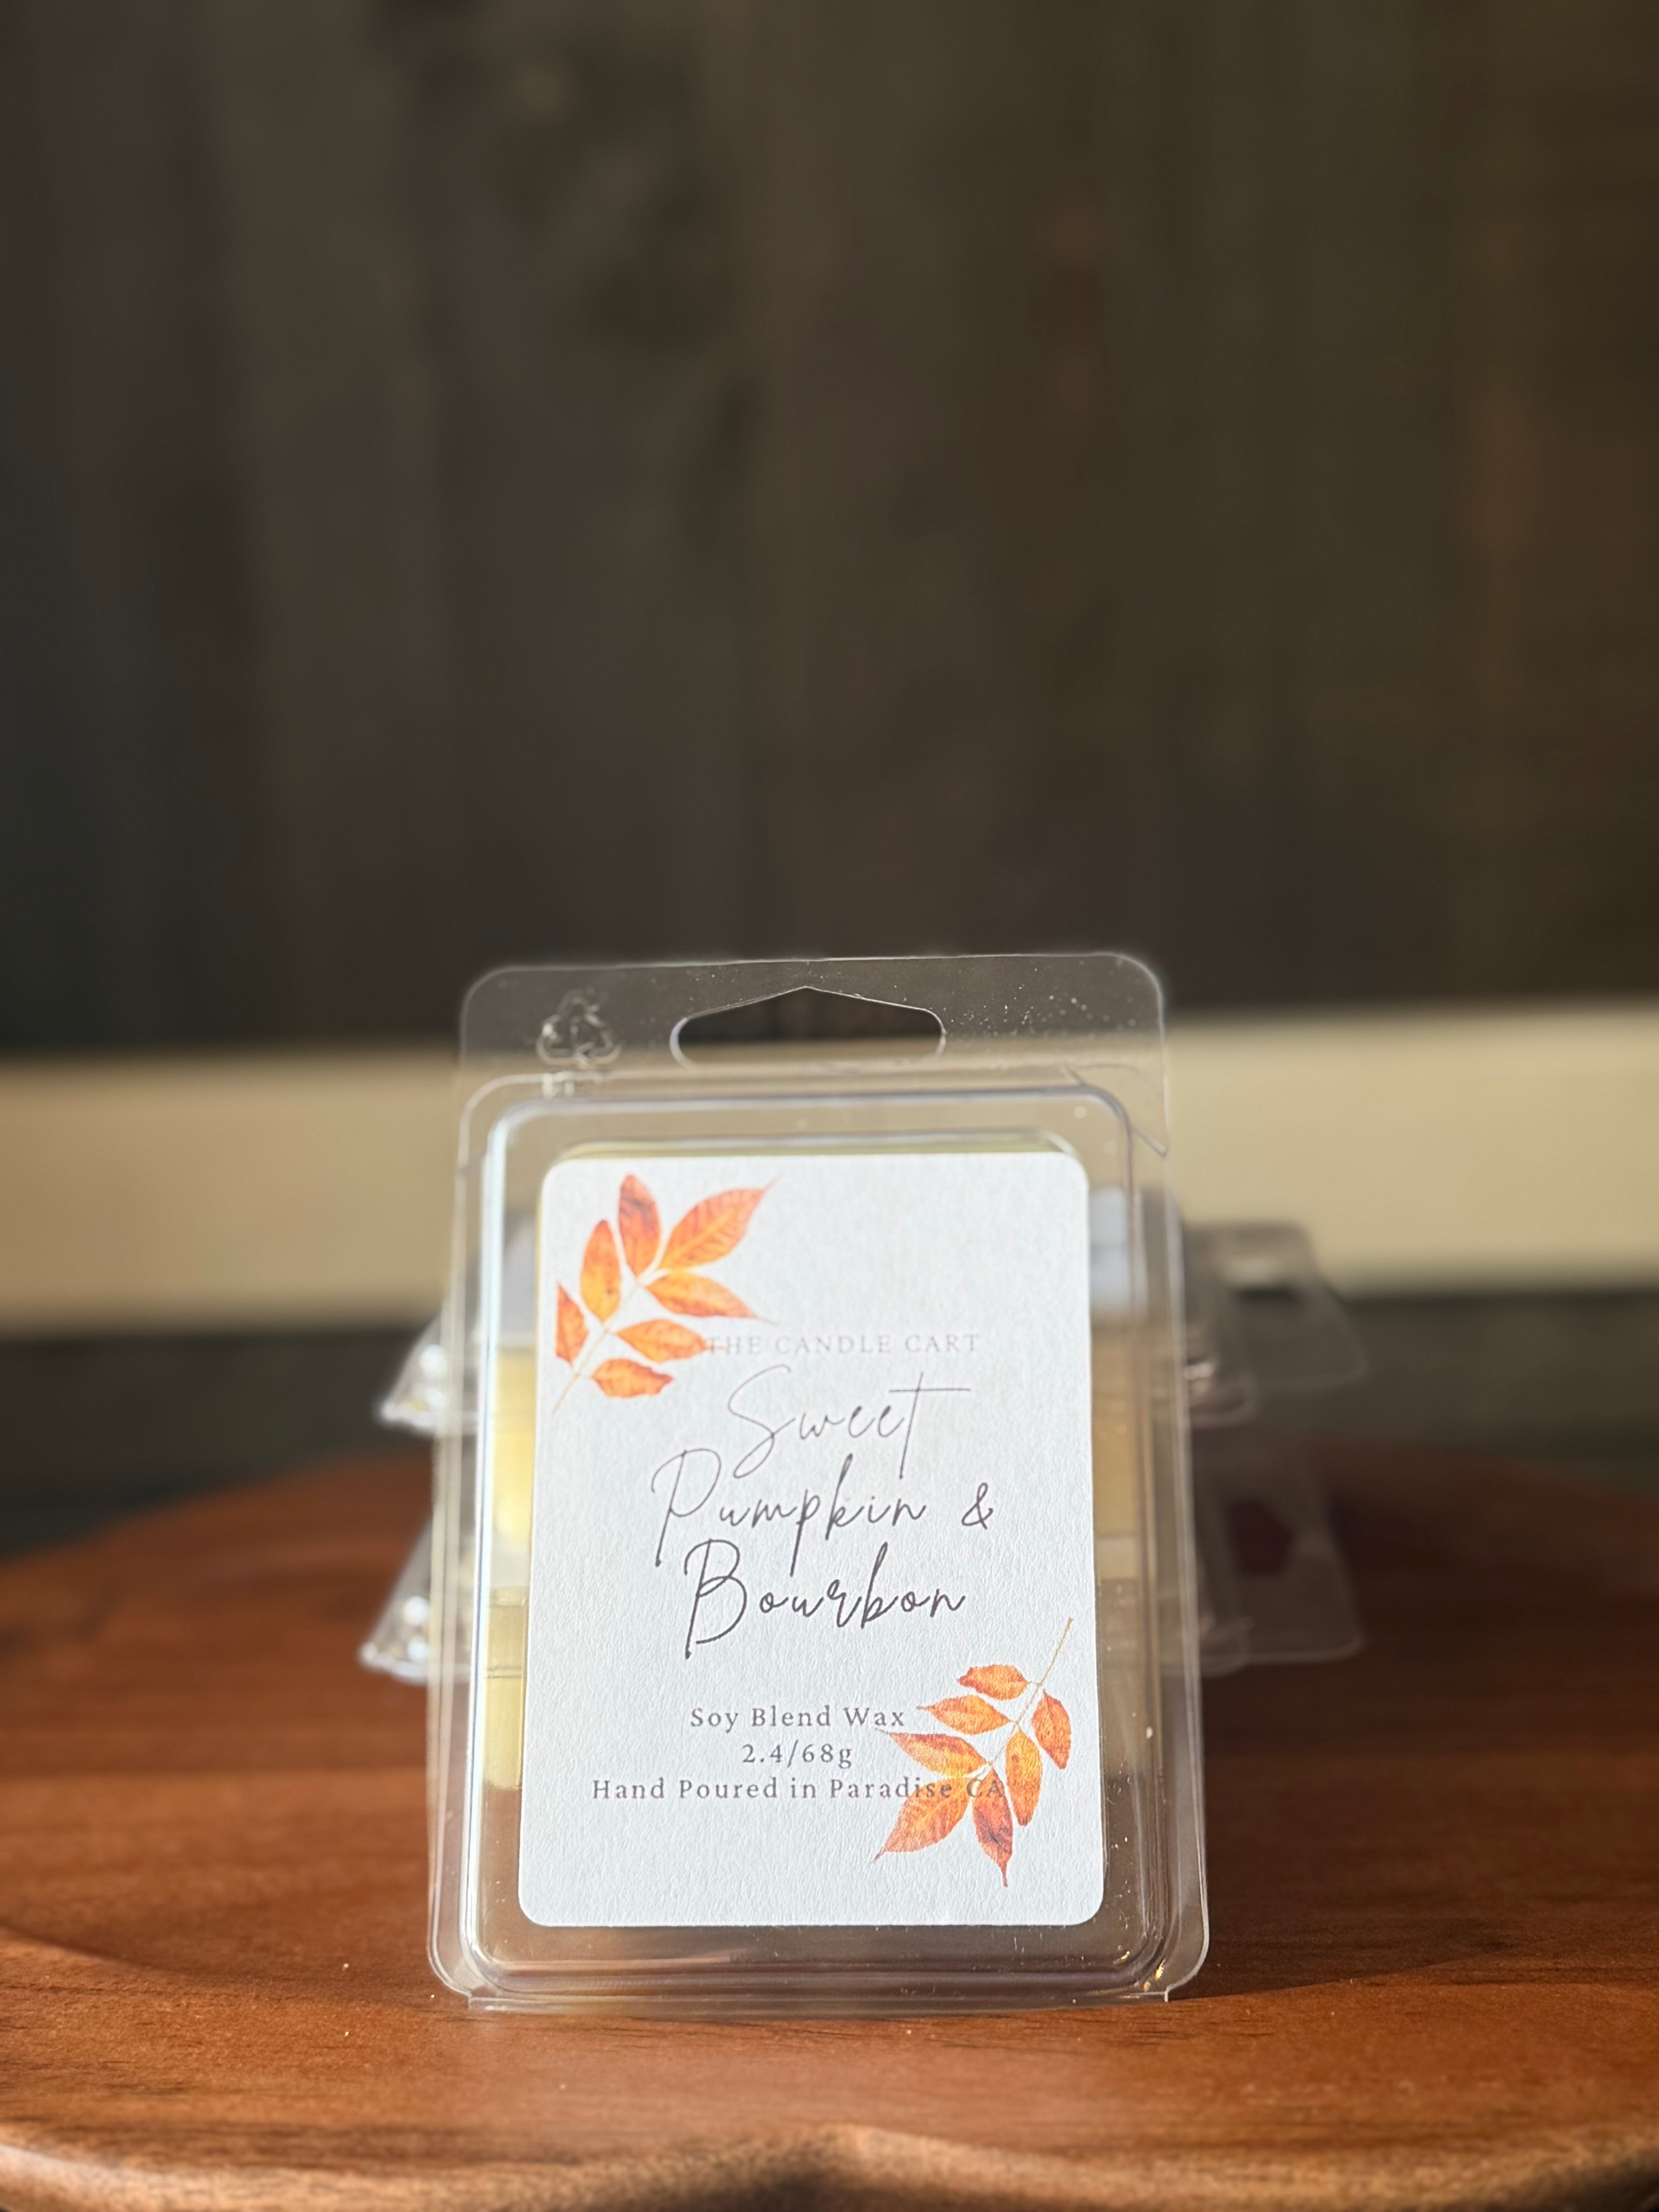 THE CANDLE CART
Sweet
Pumpkin &
Bourbon
Soy Blend Wax
2.4/68g
Hand Poured in Paradise CA